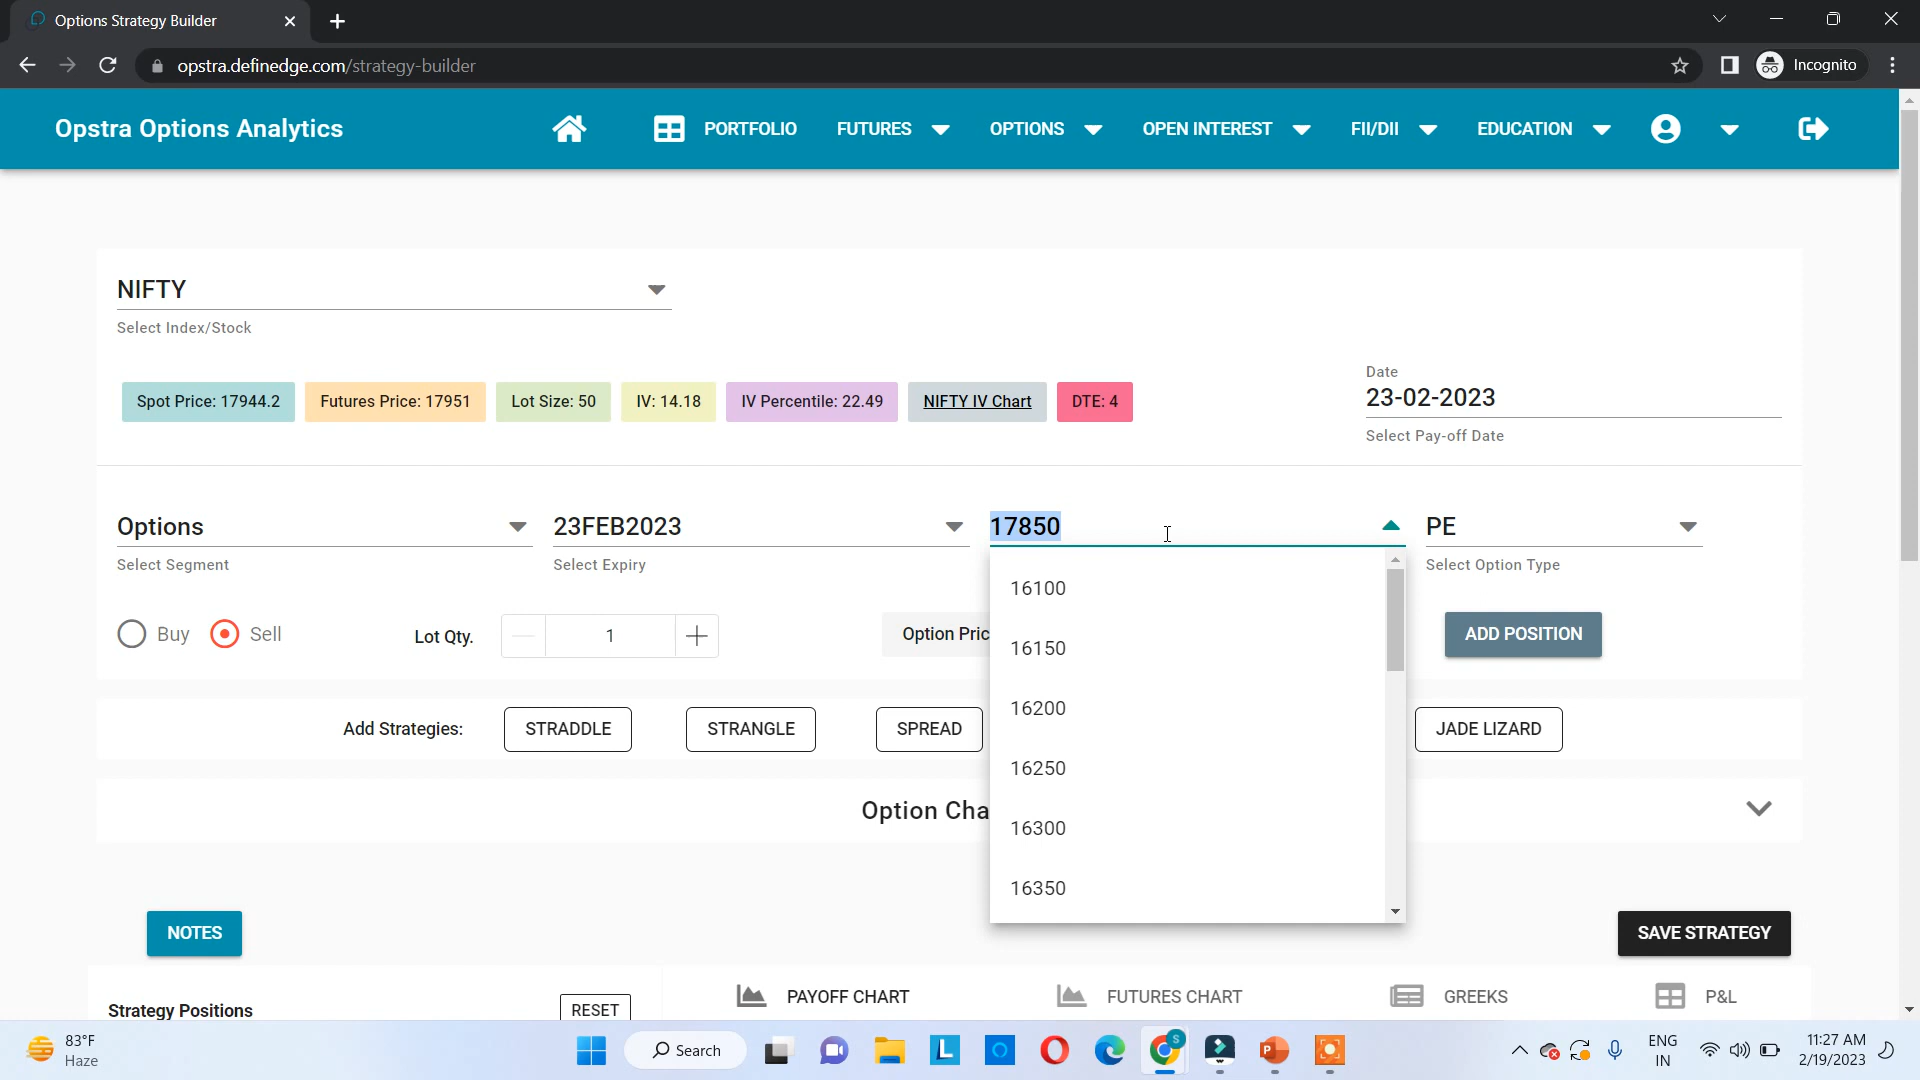 Options Strategy Builder
opstra.definedge.com/strategy-builder
Incognito
Opstra Options Analytics
PORTFOLIO
FUTURES
OPTIONS
OPEN INTEREST
FII/DII
EDUCATION
NIFTY
Select Index/Stock
Spot Price: 17944.2
Futures Price: 17951
Lot Size: 50
IV: 14.18
IV Percentile: 22.49
NIFTY IV Chart
DTE: 4
Date
23-02-2023
Select Pay-off Date
Options
Select Segment
23FEB2023
Select Expiry
17850
PE
Select Option Type
16100
16150
16200
16250
16300
16350
Buy
Sell
Lot Qty.
1
Option Pric
ADD POSITION
Add Strategies:
STRADDLE
STRANGLE
SPREAD
JADE LIZARD
Option Cha
NOTES
SAVE STRATEGY
Strategy Positions
RESET
PAYOFF CHART
FUTURES CHART
GREEKS
P&L
83°F
Haze
Search
ENG
IN
11:27 AM
2/19/2023